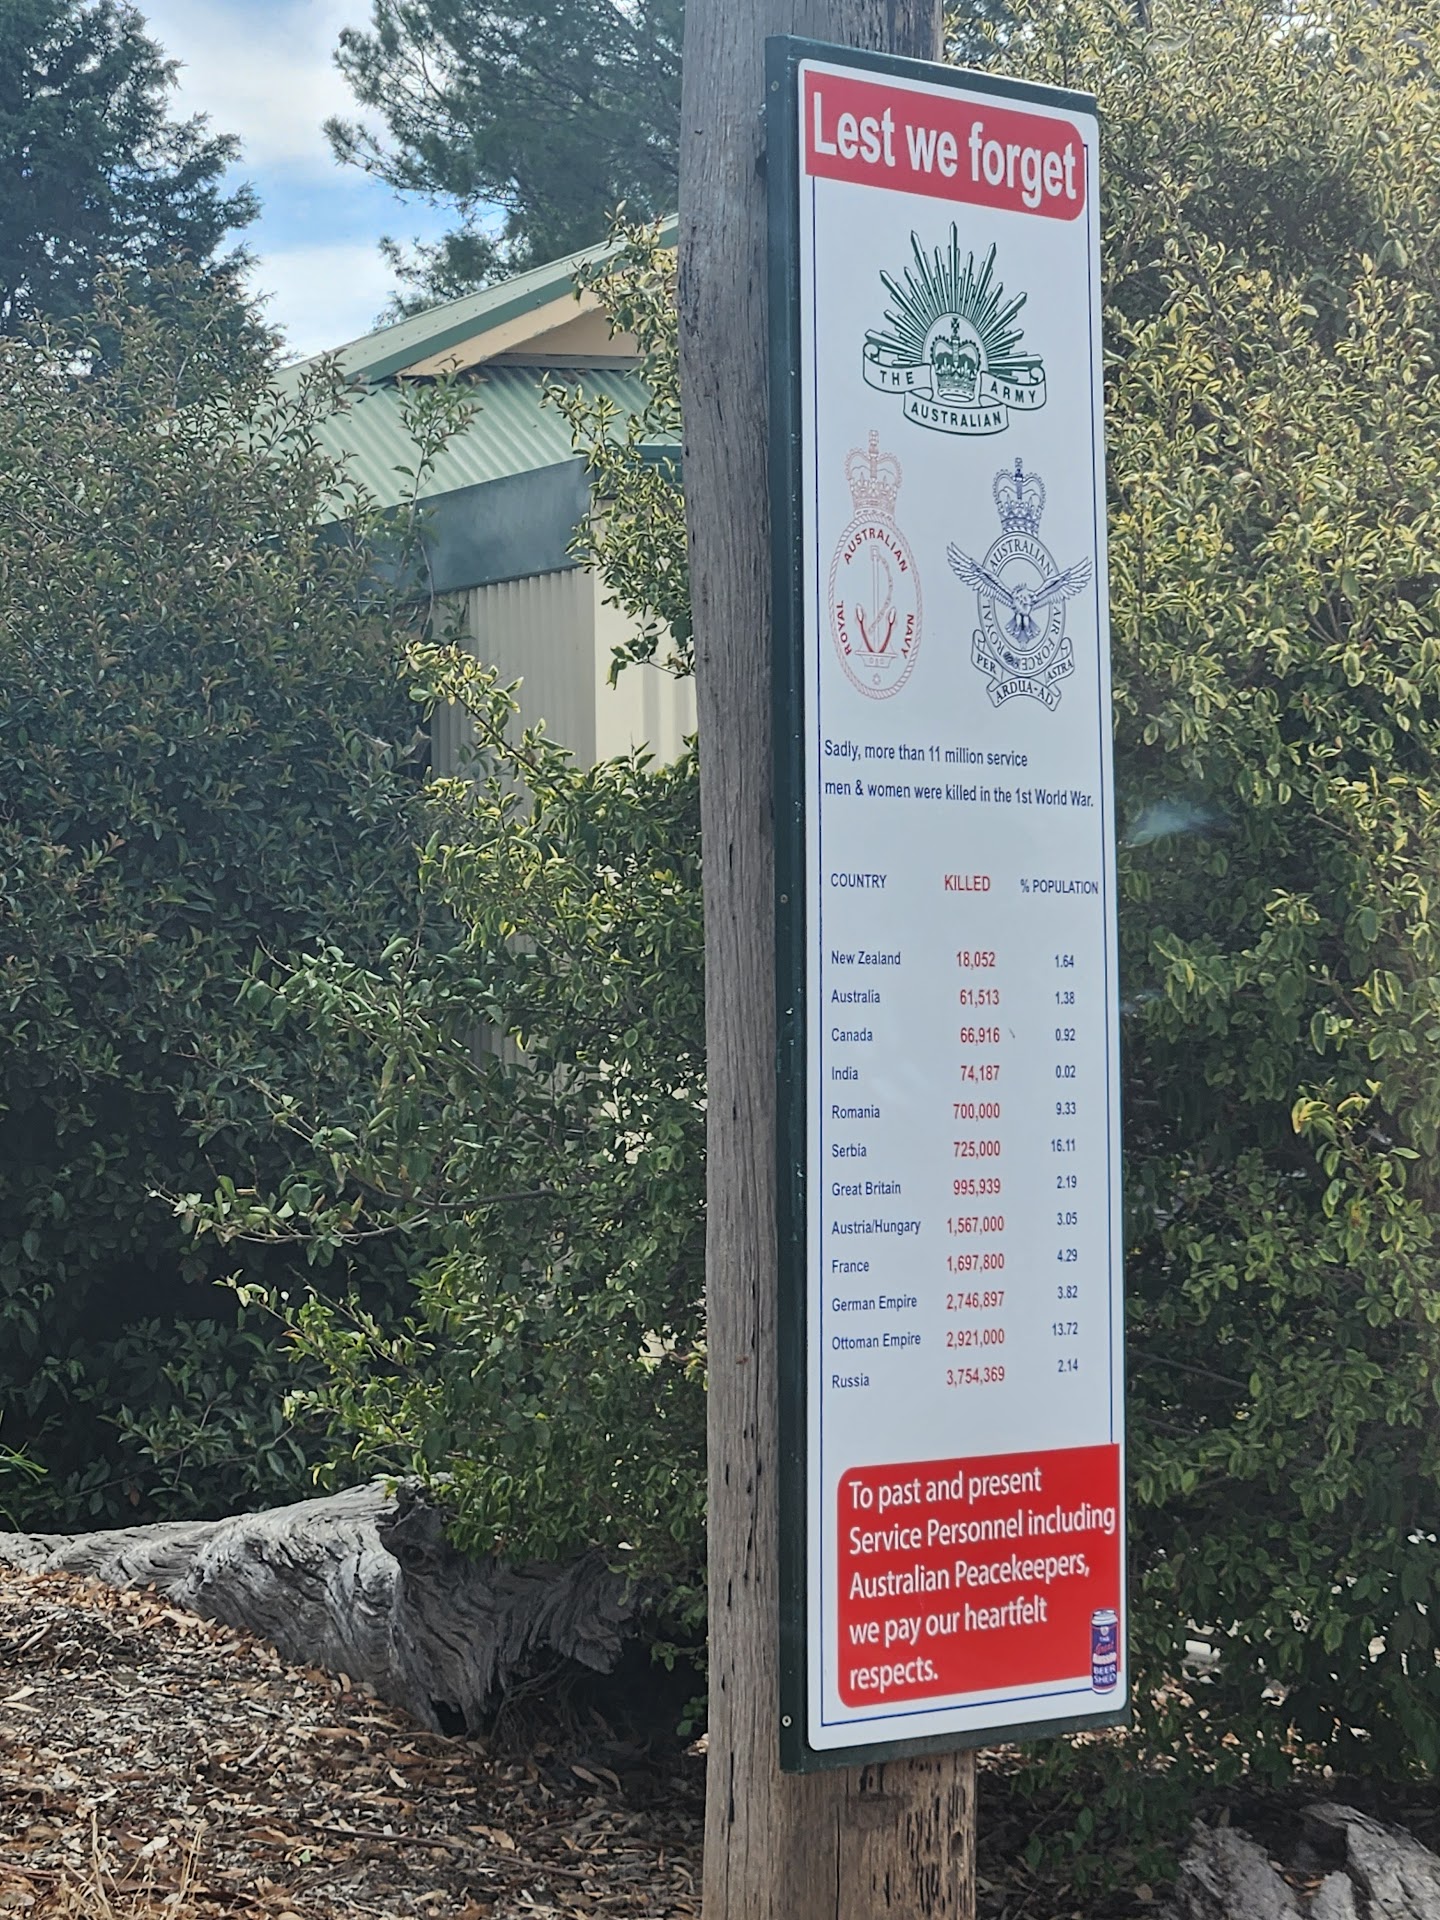 Lest we forget
THE ARMY
AUSTRALIAN
AUSTRALIAN
ROYAL NAVY
AUSTRALIAN
ROYAL AIR FORCE
PER ARDUA-AD ASTRA
Sadly, more than 11 million service
men & women were killed in the 1st World War.
COUNTRY KILLED % POPULATION
New Zealand 18,052 1.64
Australia 61,513 1.38
Canada 66,916 0.92
India 74,187 0.02
Romania 700,000 9.33
Serbia 725,000 16.11
Great Britain 995,939 2.19
Austria/Hungary 1,567,000 3.05
France 1,697,800 4.29
German Empire 2,746,897 3.82
Ottoman Empire 2,921,000 13.72
Russia 3,754,369 2.14
To past and present
Service Personnel including
Australian Peacekeepers,
we pay our heartfelt
respects.
THE
Great
BEER
SHED